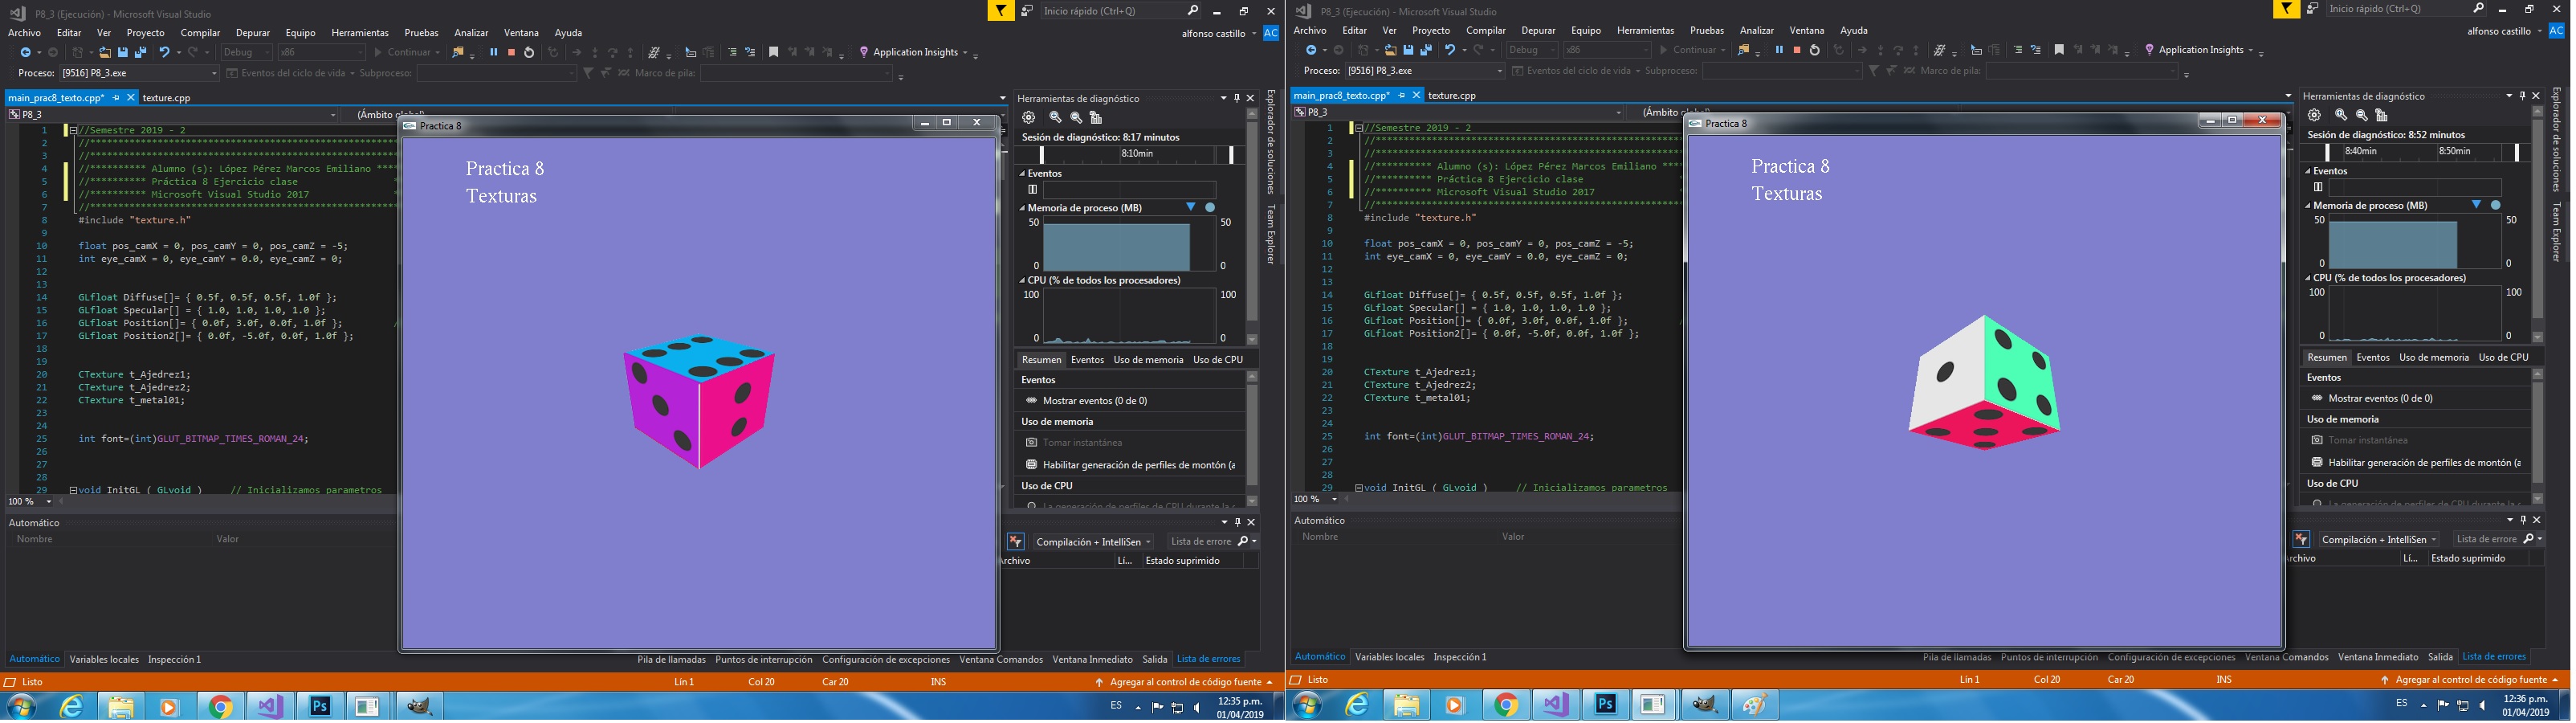 P8_3 (Ejecución) - Microsoft Visual Studio
Inicio rápido (Ctrl+Q)
Archivo Editar Ver Proyecto Compilar Depurar Equipo Herramientas Pruebas Analizar Ventana Ayuda
alfonso castillo AC
Debug x86 Continuar Application Insights
Proceso: [9516] P8_3.exe Eventos del ciclo de vida Subproceso: Marco de pila:
main_prac8_texto.cpp* texture.cpp
P8_3 (Ámbito global)
1 //Semestre 2019 - 2
2
3
4 //********** Alumno (s): López Pérez Marcos Emiliano
5 //********** Práctica 8 Ejercicio clase
6 //********** Microsoft Visual Studio 2017
7
8 #include "texture.h"
9
10 float pos_camX = 0, pos_camY = 0, pos_camZ = -5;
11 int eye_camX = 0, eye_camY = 0.0, eye_camZ = 0;
12
13
14 GLfloat Diffuse[]= { 0.5f, 0.5f, 0.5f, 1.0f };
15 GLfloat Specular[] = { 1.0, 1.0, 1.0, 1.0 };
16 GLfloat Position[]= { 0.0f, 3.0f, 0.0f, 1.0f };
17 GLfloat Position2[]= { 0.0f, -5.0f, 0.0f, 1.0f };
18
19
20 CTexture t_Ajedrez1;
21 CTexture t_Ajedrez2;
22 CTexture t_metal01;
23
24
25 int font=(int)GLUT_BITMAP_TIMES_ROMAN_24;
26
27
28
29 void InitGL ( GLvoid ) // Inicializamos parametros
100 %
Practica 8
Practica 8
Texturas
Herramientas de diagnóstico
Sesión de diagnóstico: 8:17 minutos
8:10min
Eventos
Memoria de proceso (MB)
50 50
0 0
CPU (% de todos los procesadores)
100 100
0 0
Resumen Eventos Uso de memoria Uso de CPU
Eventos
Mostrar eventos (0 de 0)
Uso de memoria
Tomar instantánea
Habilitar generación de perfiles de montón (a
Uso de CPU
Explorador de soluciones
Team Explorer
Automático
Nombre Valor
Compilación + IntelliSen Lista de errore
Archivo Lí... Estado suprimido
Automático Variables locales Inspección 1
Pila de llamadas Puntos de interrupción Configuración de excepciones Ventana Comandos Ventana Inmediato Salida Lista de errores
Listo Lín 1 Col 20 Car 20 INS Agregar al control de código fuente
ES 12:35 p.m.
01/04/2019
P8_3 (Ejecución) - Microsoft Visual Studio
Inicio rápido (Ctrl+Q)
Archivo Editar Ver Proyecto Compilar Depurar Equipo Herramientas Pruebas Analizar Ventana Ayuda
alfonso castillo AC
Debug x86 Continuar Application Insights
Proceso: [9516] P8_3.exe Eventos del ciclo de vida Subproceso: Marco de pila:
main_prac8_texto.cpp* texture.cpp
P8_3 (Ámbito global)
1 //Semestre 2019 - 2
2
3
4 //********** Alumno (s): López Pérez Marcos Emiliano
5 //********** Práctica 8 Ejercicio clase
6 //********** Microsoft Visual Studio 2017
7
8 #include "texture.h"
9
10 float pos_camX = 0, pos_camY = 0, pos_camZ = -5;
11 int eye_camX = 0, eye_camY = 0.0, eye_camZ = 0;
12
13
14 GLfloat Diffuse[]= { 0.5f, 0.5f, 0.5f, 1.0f };
15 GLfloat Specular[] = { 1.0, 1.0, 1.0, 1.0 };
16 GLfloat Position[]= { 0.0f, 3.0f, 0.0f, 1.0f };
17 GLfloat Position2[]= { 0.0f, -5.0f, 0.0f, 1.0f };
18
19
20 CTexture t_Ajedrez1;
21 CTexture t_Ajedrez2;
22 CTexture t_metal01;
23
24
25 int font=(int)GLUT_BITMAP_TIMES_ROMAN_24;
26
27
28
29 void InitGL ( GLvoid ) // Inicializamos parametros
100 %
Practica 8
Practica 8
Texturas
Herramientas de diagnóstico
Sesión de diagnóstico: 8:52 minutos
8:40min 8:50min
Eventos
Memoria de proceso (MB)
50 50
0 0
CPU (% de todos los procesadores)
100 100
0 0
Resumen Eventos Uso de memoria Uso de CPU
Eventos
Mostrar eventos (0 de 0)
Uso de memoria
Tomar instantánea
Habilitar generación de perfiles de montón (a
Uso de CPU
Explorador de soluciones
Team Explorer
Automático
Nombre Valor
Compilación + IntelliSen Lista de errore
Archivo Lí... Estado suprimido
Automático Variables locales Inspección 1
Pila de llamadas Puntos de interrupción Configuración de excepciones Ventana Comandos Ventana Inmediato Salida Lista de errores
Listo Lín 1 Col 20 Car 20 INS Agregar al control de código fuente
ES 12:36 p.m.
01/04/2019